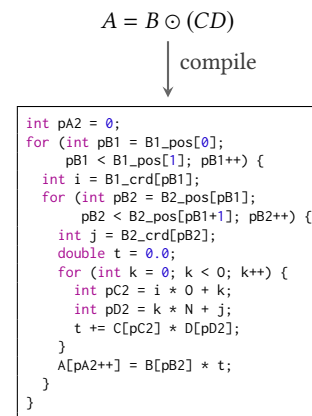 A = B ⊙ (CD)
compile
int pA2 = 0;
for (int pB1 = B1_pos[0];
     pB1 < B1_pos[1]; pB1++) {
  int i = B1_crd[pB1];
  for (int pB2 = B2_pos[pB1];
       pB2 < B2_pos[pB1+1]; pB2++) {
    int j = B2_crd[pB2];
    double t = 0.0;
    for (int k = 0; k < O; k++) {
      int pC2 = i * O + k;
      int pD2 = k * N + j;
      t += C[pC2] * D[pD2];
    }
    A[pA2++] = B[pB2] * t;
  }
}